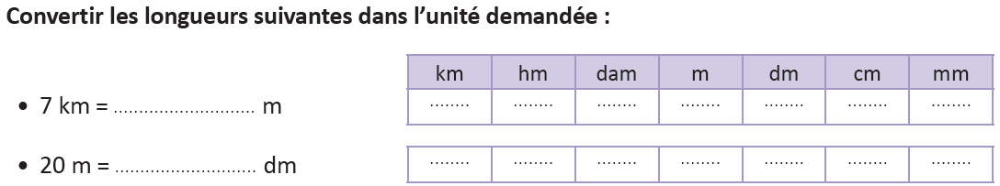 Convertir les longueurs suivantes dans l’unité demandée :
km hm dam m dm cm mm
• 7 km = ............................ m ........ ........ ........ ........ ........ ........ ........
• 20 m = ............................ dm ........ ........ ........ ........ ........ ........ ........